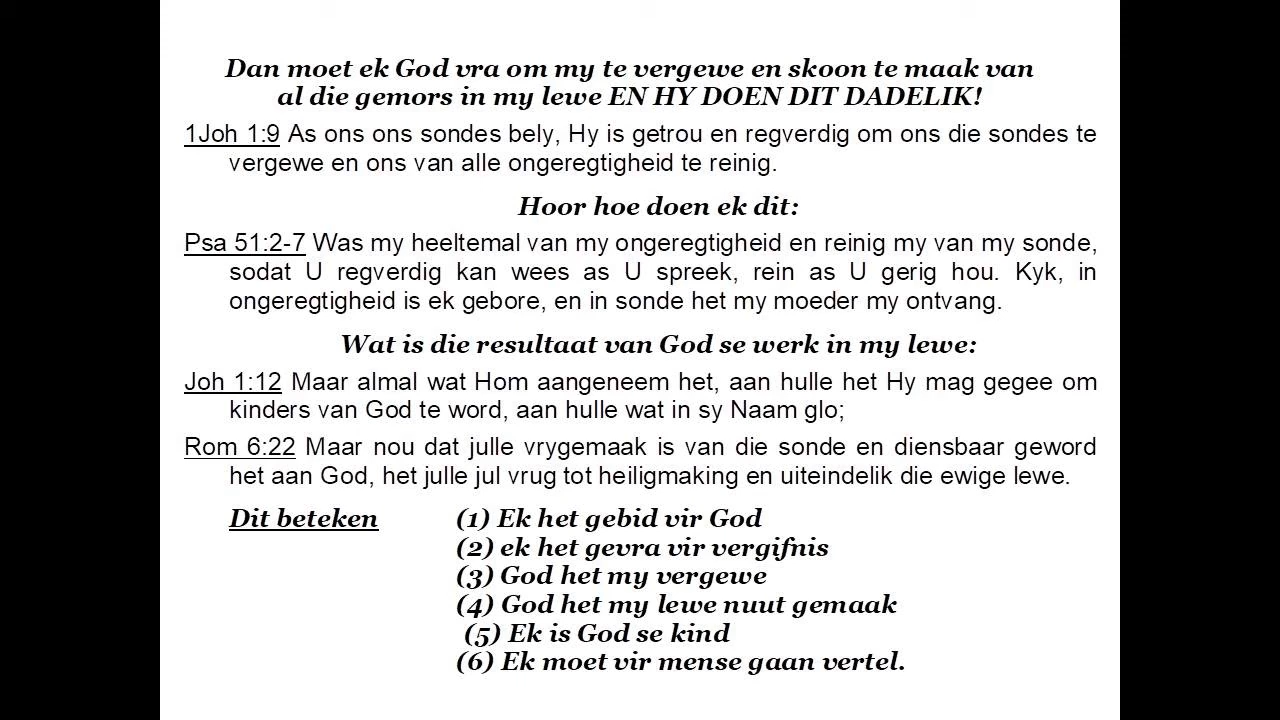 Dan moet ek God vra om my te vergewe en skoon te maak van
al die gemors in my lewe EN HY DOEN DIT DADELIK!
1Joh 1:9 As ons ons sondes bely, Hy is getrou en regverdig om ons die sondes te
vergewe en ons van alle ongeregtigheid te reinig.
Hoor hoe doen ek dit:
Psa 51:2-7 Was my heeltemal van my ongeregtigheid en reinig my van my sonde,
sodat U regverdig kan wees as U spreek, rein as U gerig hou. Kyk, in
ongeregtigheid is ek gebore, en in sonde het my moeder my ontvang.
Wat is die resultaat van God se werk in my lewe:
Joh 1:12 Maar almal wat Hom aangeneem het, aan hulle het Hy mag gegee om
kinders van God te word, aan hulle wat in sy Naam glo;
Rom 6:22 Maar nou dat julle vrygemaak is van die sonde en diensbaar geword
het aan God, het julle jul vrug tot heiligmaking en uiteindelik die ewige lewe.
Dit beteken (1) Ek het gebid vir God
(2) ek het gevra vir vergifnis
(3) God het my vergewe
(4) God het my lewe nuut gemaak
(5) Ek is God se kind
(6) Ek moet vir mense gaan vertel.